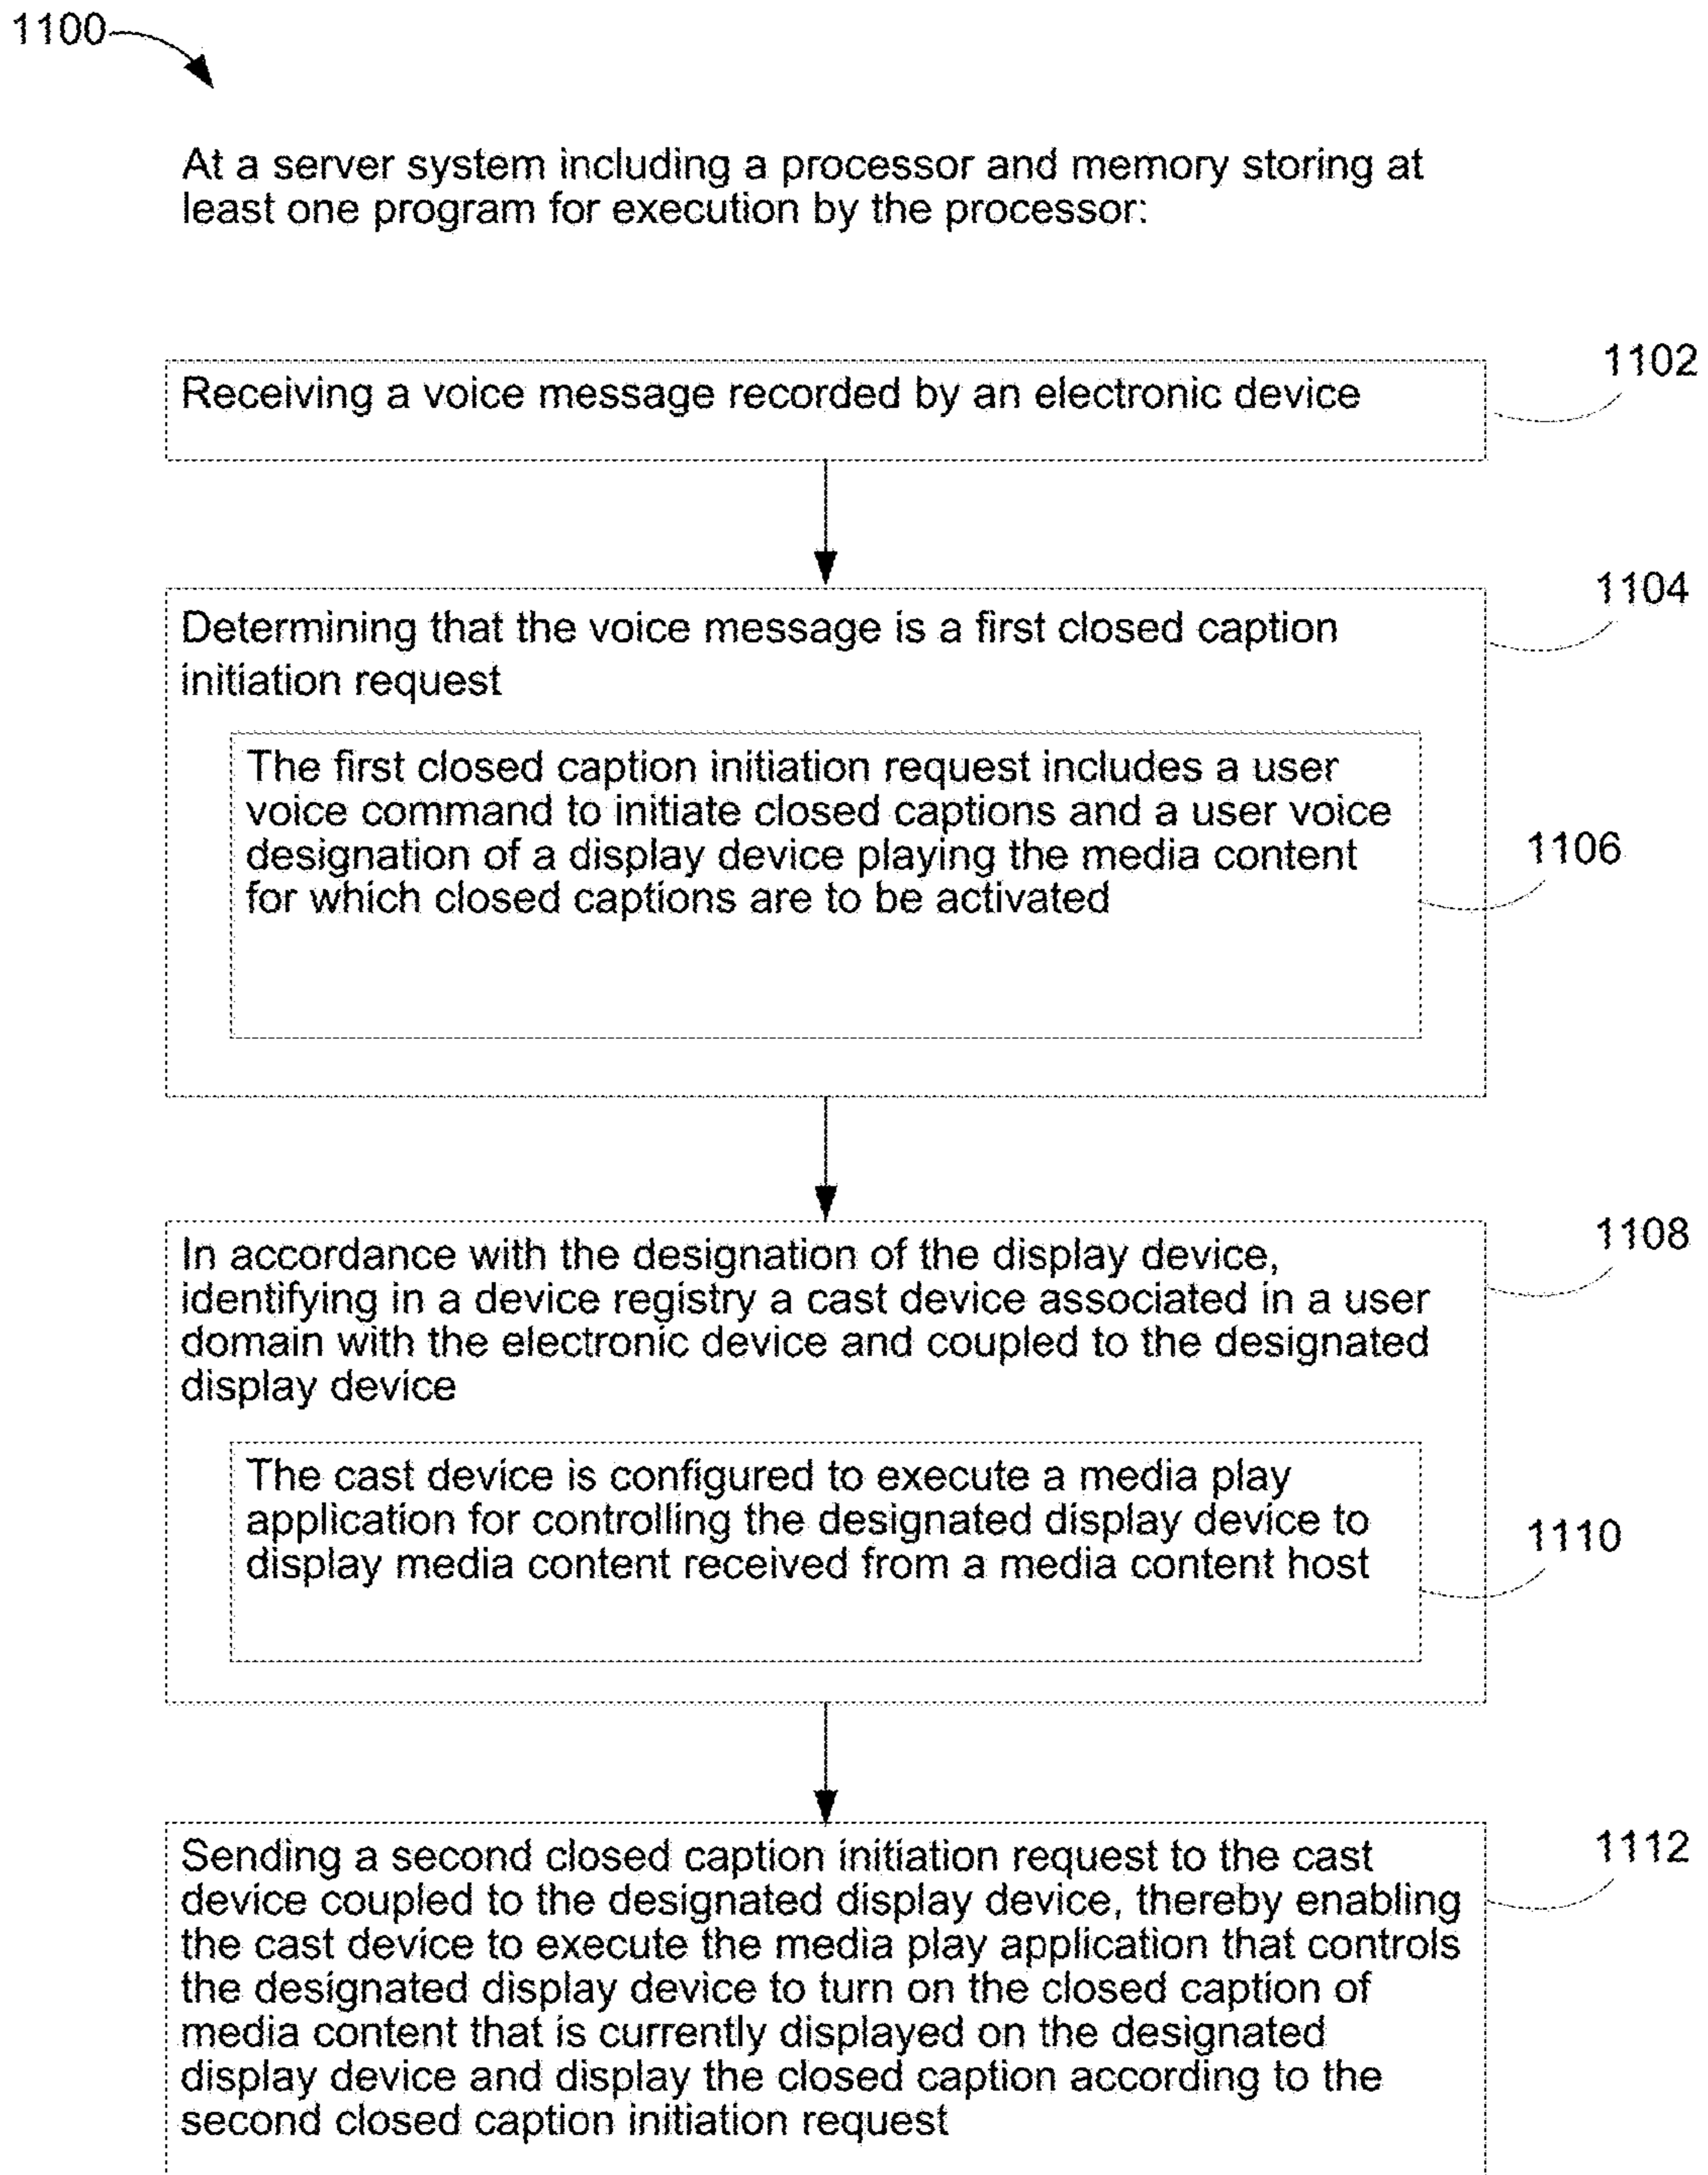 1100
At a server system including a processor and memory storing at
least one program for execution by the processor:
1102
Receiving a voice message recorded by an electronic device
1104
Determining that the voice message is a first closed caption
initiation request
The first closed caption initiation request includes a user
voice command to initiate closed captions and a user voice
designation of a display device playing the media content
for which closed captions are to be activated
1106
1108
In accordance with the designation of the display device,
identifying in a device registry a cast device associated in a user
domain with the electronic device and coupled to the designated
display device
The cast device is configured to execute a media play
application for controlling the designated display device to
display media content received from a media content host
1110
1112
Sending a second closed caption initiation request to the cast
device coupled to the designated display device, thereby enabling
the cast device to execute the media play application that controls
the designated display device to turn on the closed caption of
media content that is currently displayed on the designated
display device and display the closed caption according to the
second closed caption initiation request